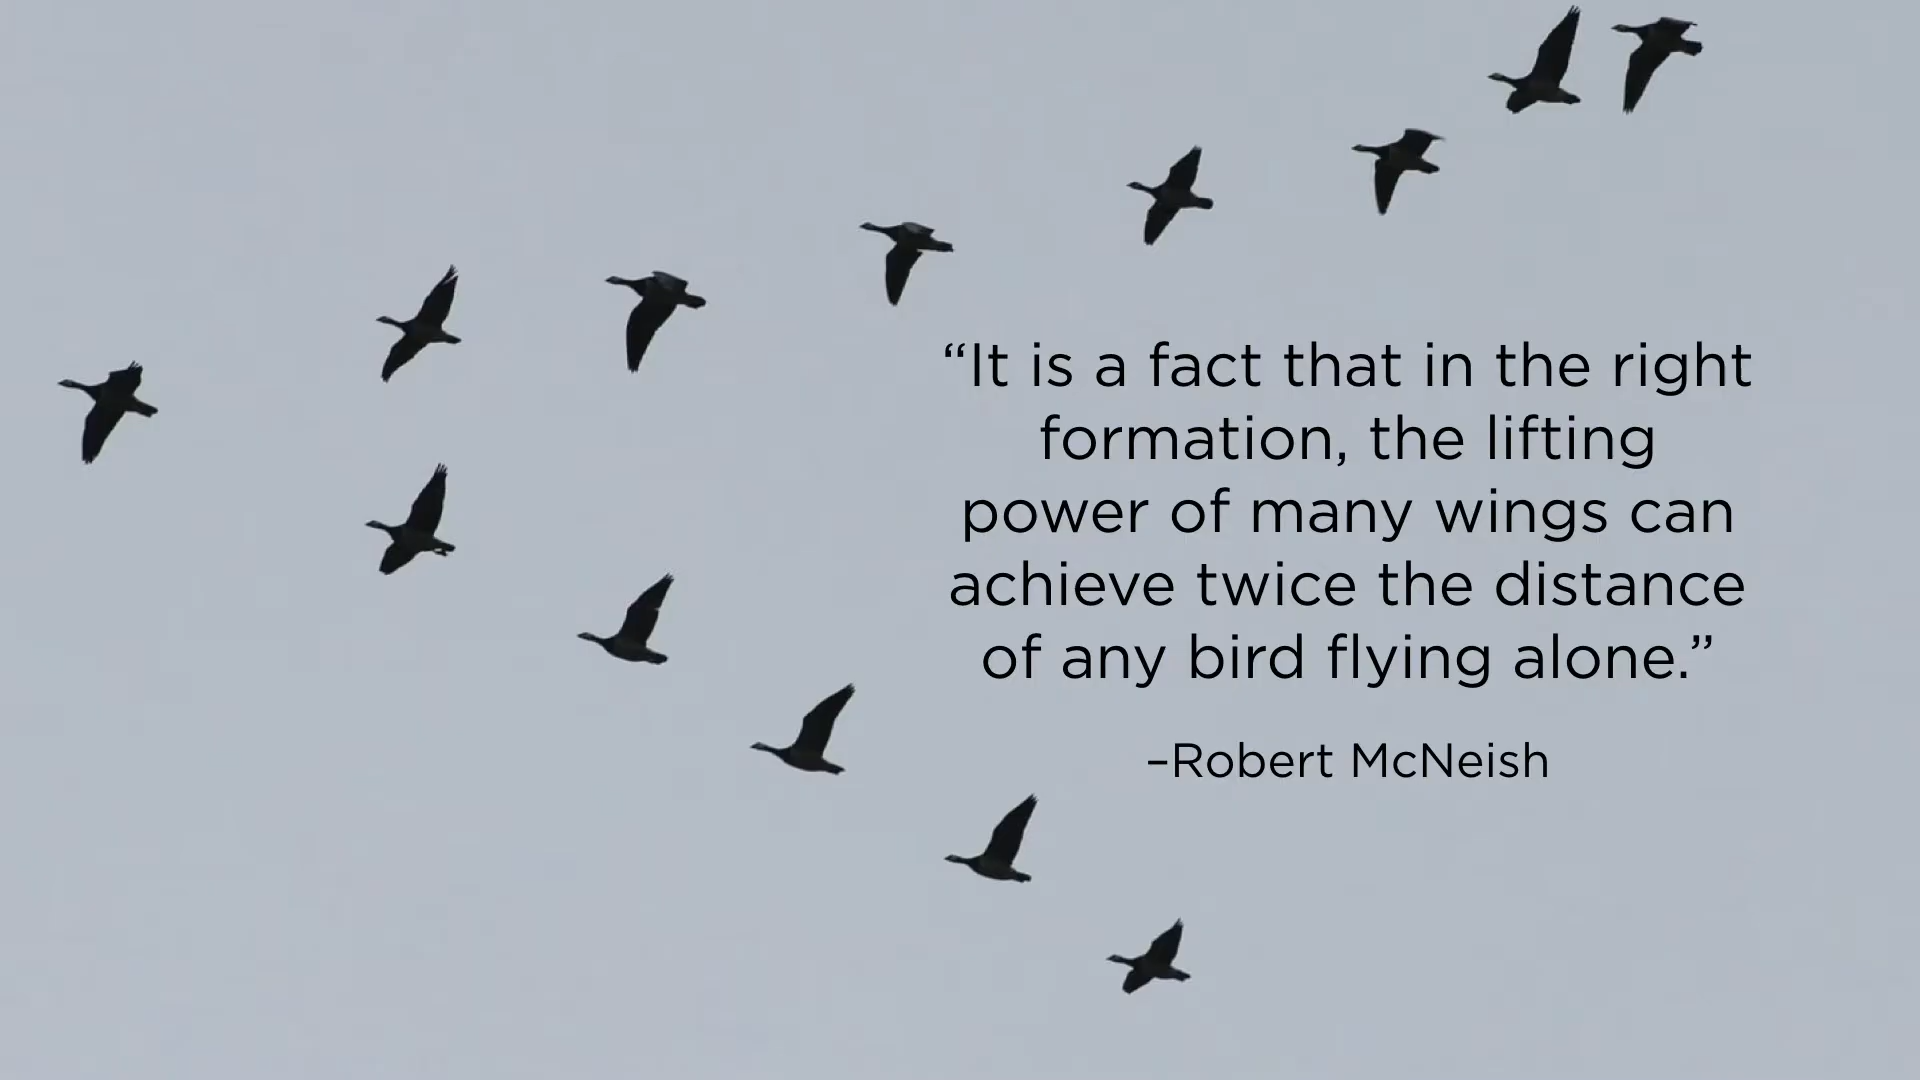 “It is a fact that in the right
formation, the lifting
power of many wings can
achieve twice the distance
of any bird flying alone.”
–Robert McNeish